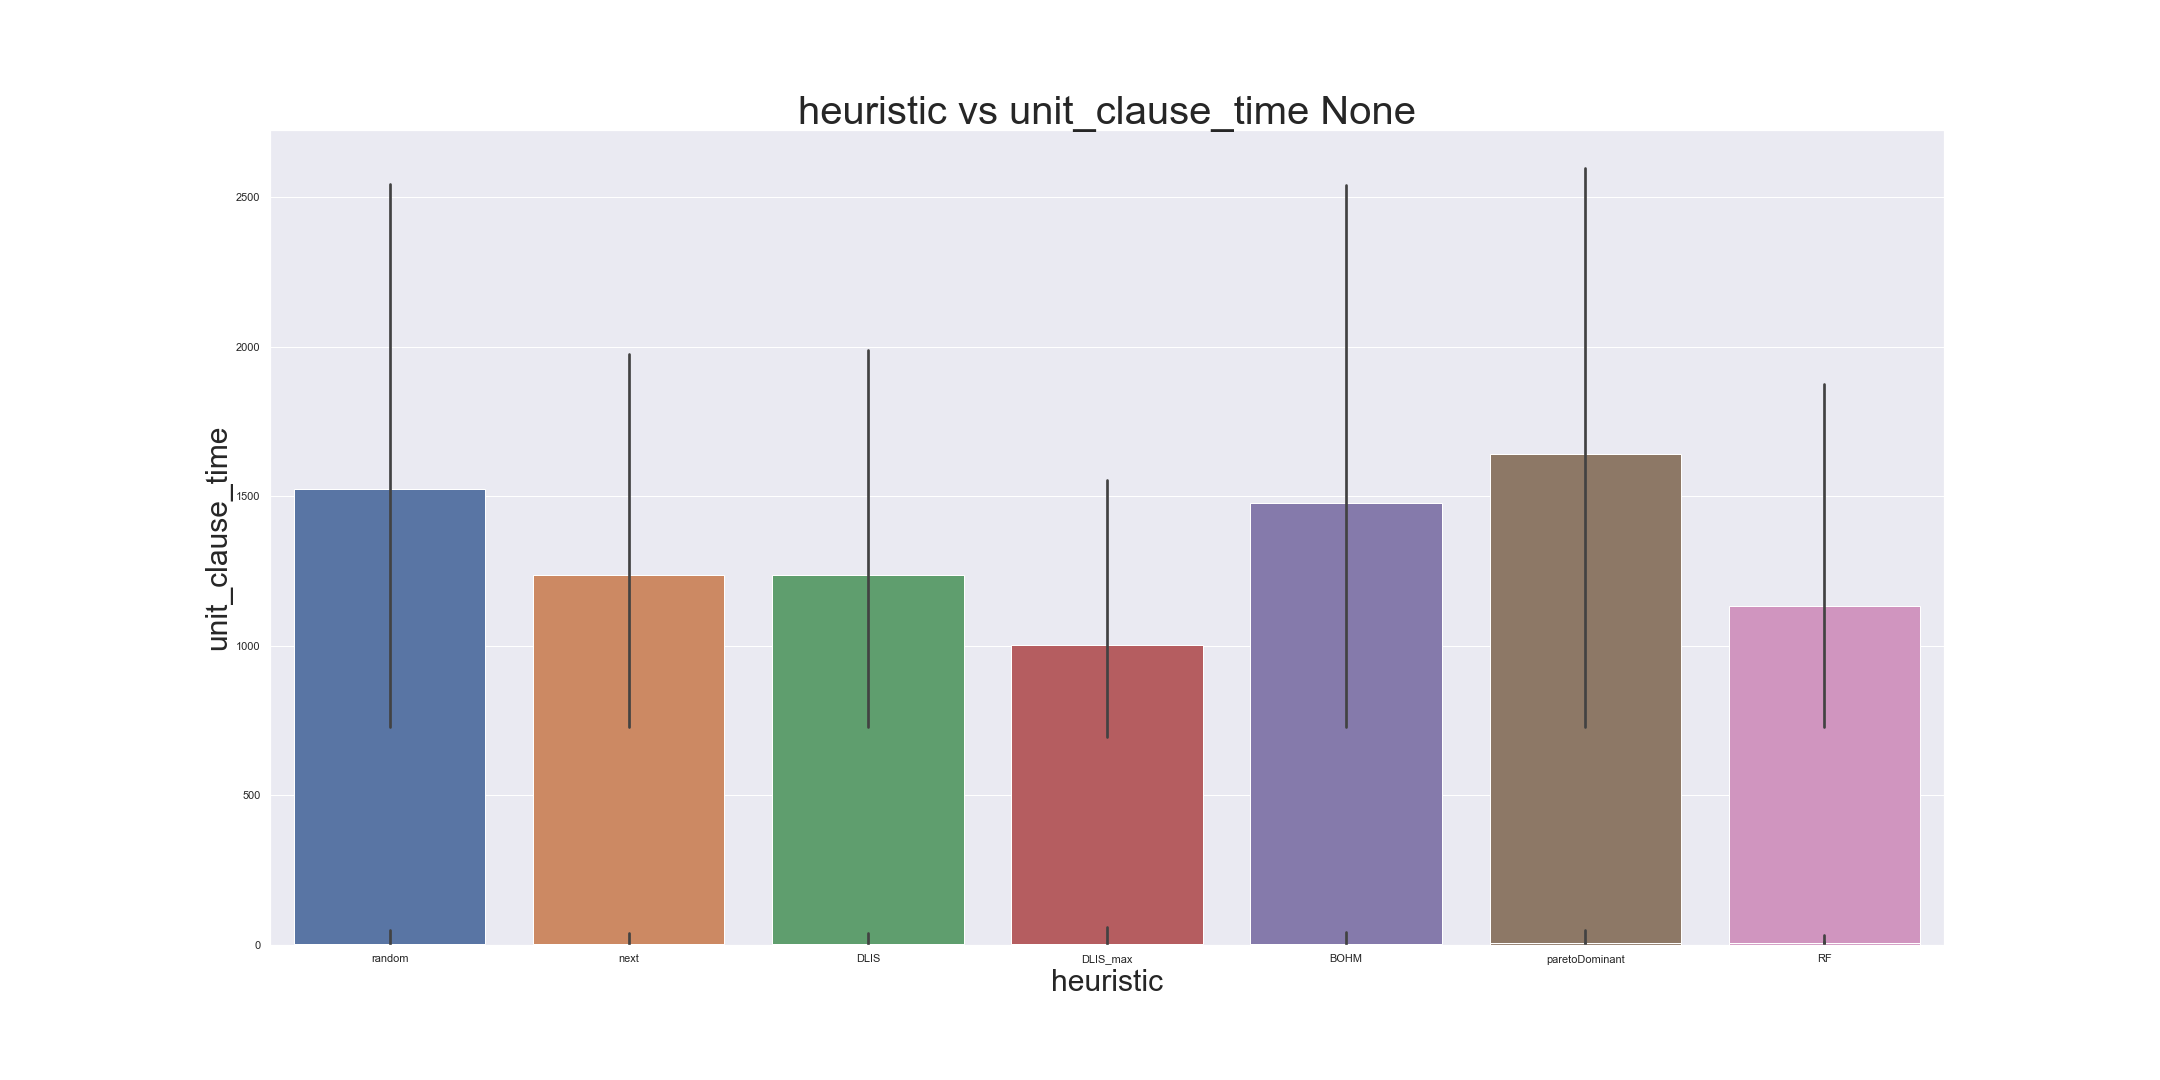 heuristic vs unit_clause_time None
unit_clause_time
2500
2000
1500
1000
500
0
random next DLIS DLIS_max BOHM paretoDominant RF
heuristic